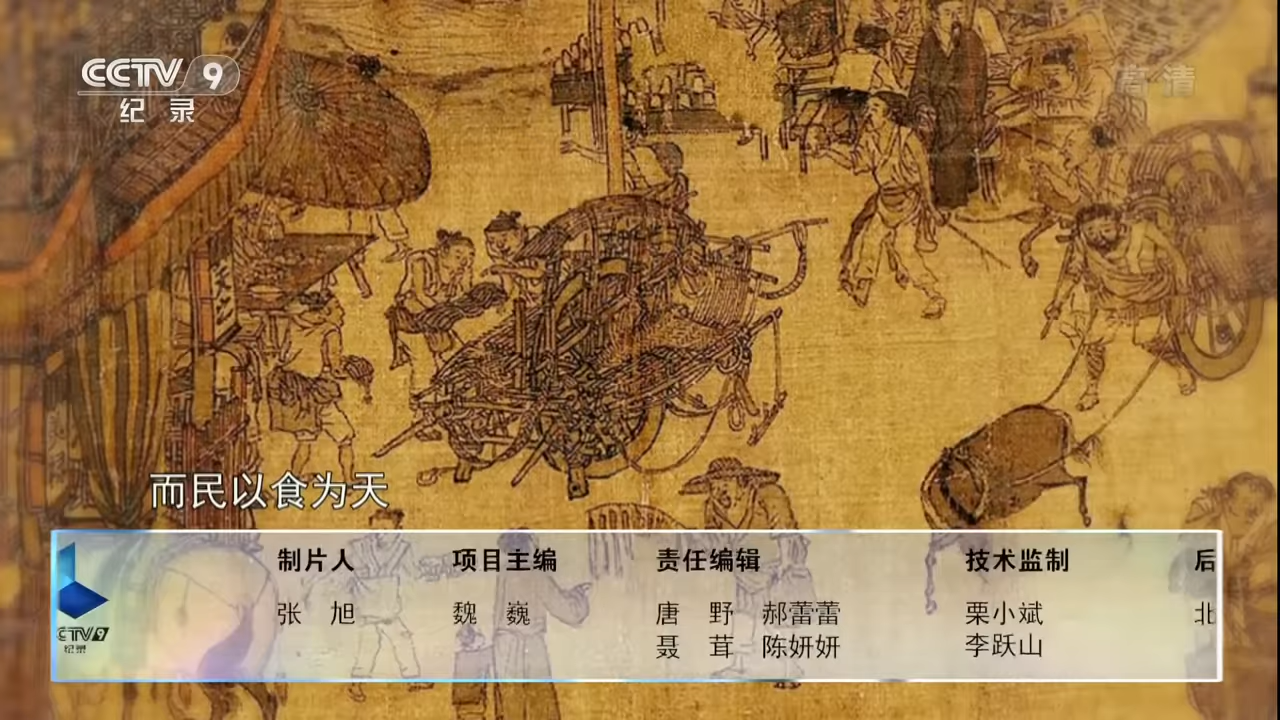 CCTV 9
纪录
高清
而民以食为天
制片人 项目主编 责任编辑 技术监制 后
张 旭 魏 巍 唐 野 郝蕾蕾 栗小斌 北
聂 茸 陈妍妍 李跃山
CCTV9
纪录